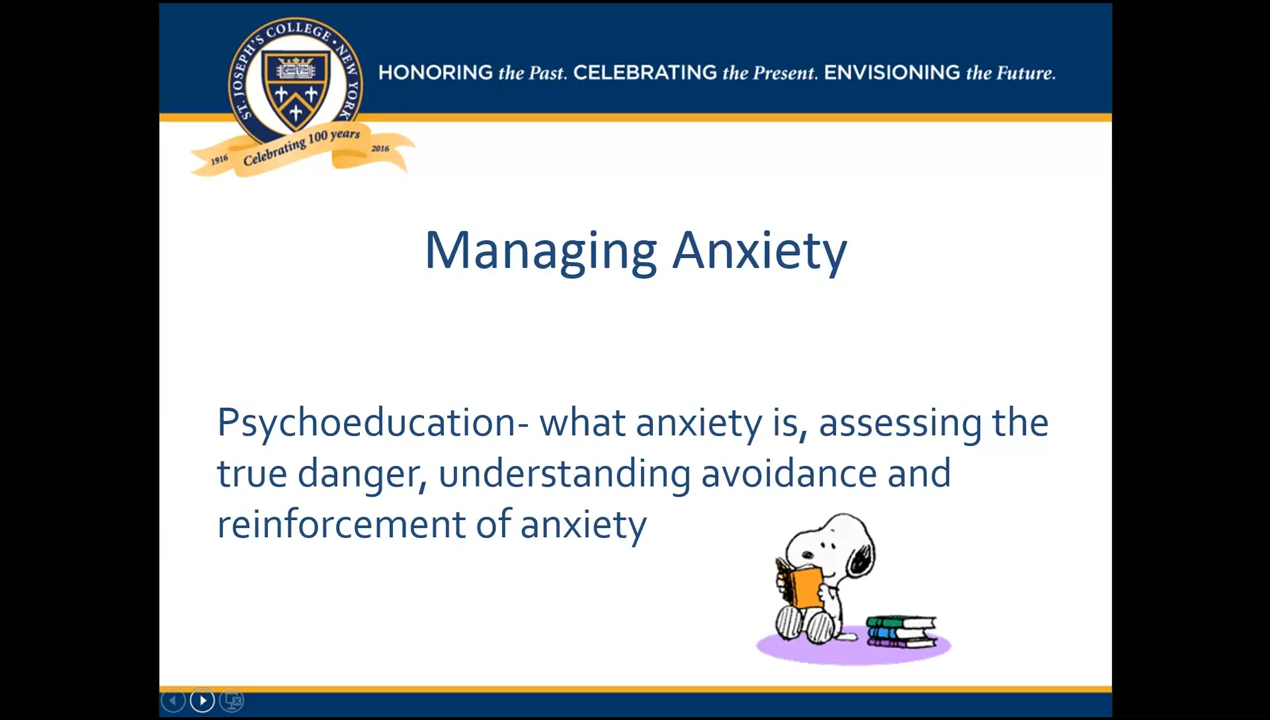 ST. JOSEPH'S COLLEGE • NEW YORK
HONORING the Past. CELEBRATING the Present. ENVISIONING the Future.
1916 Celebrating 100 years 2016
Managing Anxiety
Psychoeducation- what anxiety is, assessing the
true danger, understanding avoidance and
reinforcement of anxiety